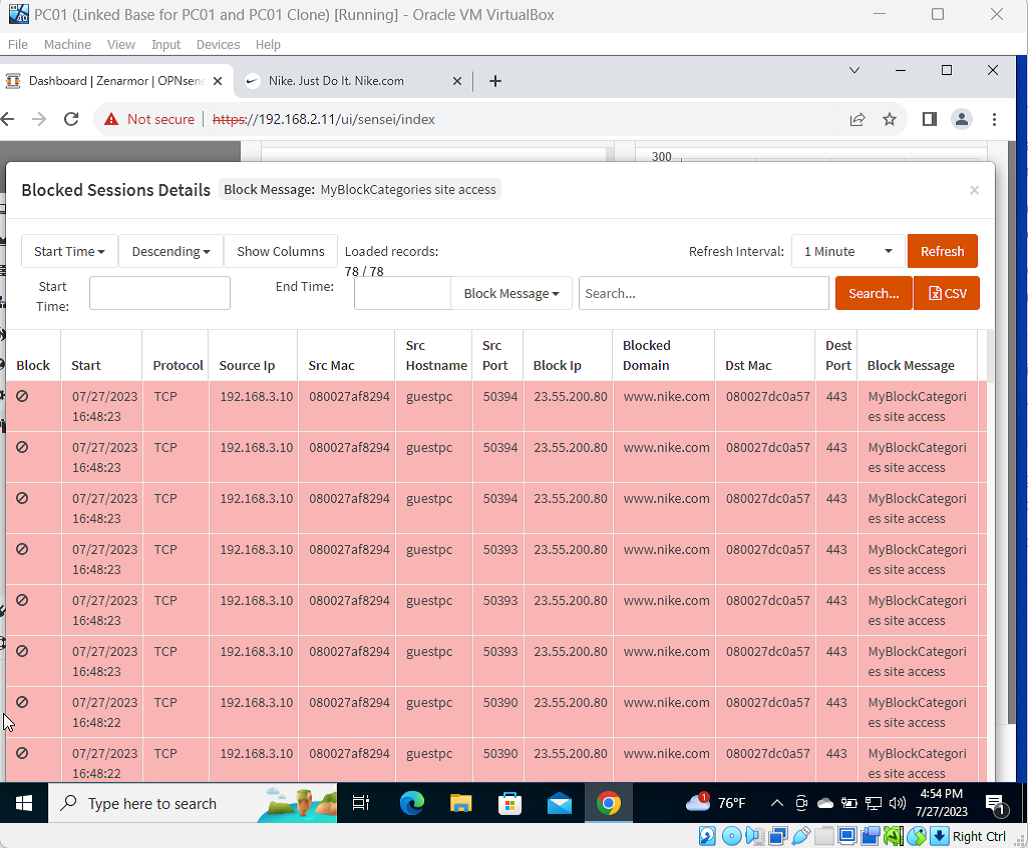 PC01 (Linked Base for PC01 and PC01 Clone) [Running] - Oracle VM VirtualBox
File Machine View Input Devices Help
Dashboard | Zenarmor | OPNsens
Nike. Just Do It. Nike.com
Not secure | https://192.168.2.11/ui/sensei/index
300
Blocked Sessions Details Block Message: MyBlockCategories site access
Start Time Descending Show Columns Loaded records: 78 / 78 Refresh Interval: 1 Minute Refresh
Start Time: End Time: Block Message Search... Search... CSV
Block Start Protocol Source Ip Src Mac Src Hostname Src Port Block Ip Blocked Domain Dst Mac Dest Port Block Message
07/27/2023 16:48:23 TCP 192.168.3.10 080027af8294 guestpc 50394 23.55.200.80 www.nike.com 080027dc0a57 443 MyBlockCategories site access
07/27/2023 16:48:23 TCP 192.168.3.10 080027af8294 guestpc 50394 23.55.200.80 www.nike.com 080027dc0a57 443 MyBlockCategories site access
07/27/2023 16:48:23 TCP 192.168.3.10 080027af8294 guestpc 50394 23.55.200.80 www.nike.com 080027dc0a57 443 MyBlockCategories site access
07/27/2023 16:48:23 TCP 192.168.3.10 080027af8294 guestpc 50393 23.55.200.80 www.nike.com 080027dc0a57 443 MyBlockCategories site access
07/27/2023 16:48:23 TCP 192.168.3.10 080027af8294 guestpc 50393 23.55.200.80 www.nike.com 080027dc0a57 443 MyBlockCategories site access
07/27/2023 16:48:23 TCP 192.168.3.10 080027af8294 guestpc 50393 23.55.200.80 www.nike.com 080027dc0a57 443 MyBlockCategories site access
07/27/2023 16:48:22 TCP 192.168.3.10 080027af8294 guestpc 50390 23.55.200.80 www.nike.com 080027dc0a57 443 MyBlockCategories site access
07/27/2023 16:48:22 TCP 192.168.3.10 080027af8294 guestpc 50390 23.55.200.80 www.nike.com 080027dc0a57 443 MyBlockCategories site access
Type here to search
1
76°F
4:54 PM
7/27/2023
1
Right Ctrl